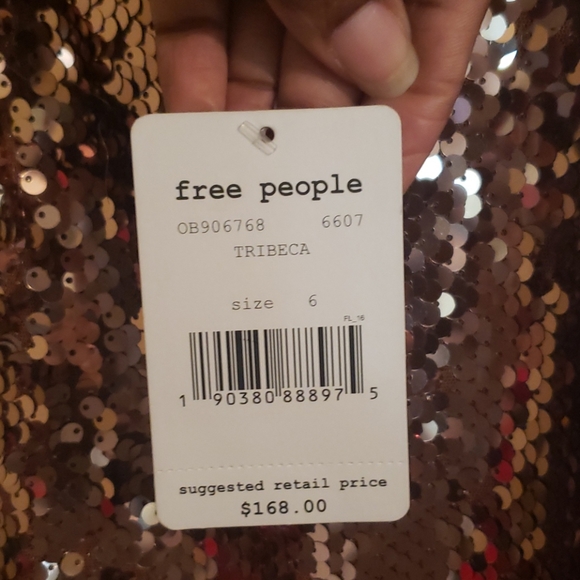 free people
OB906768 6607
TRIBECA
size 6
FL_16
1 90380 88897 5
suggested retail price
$168.00